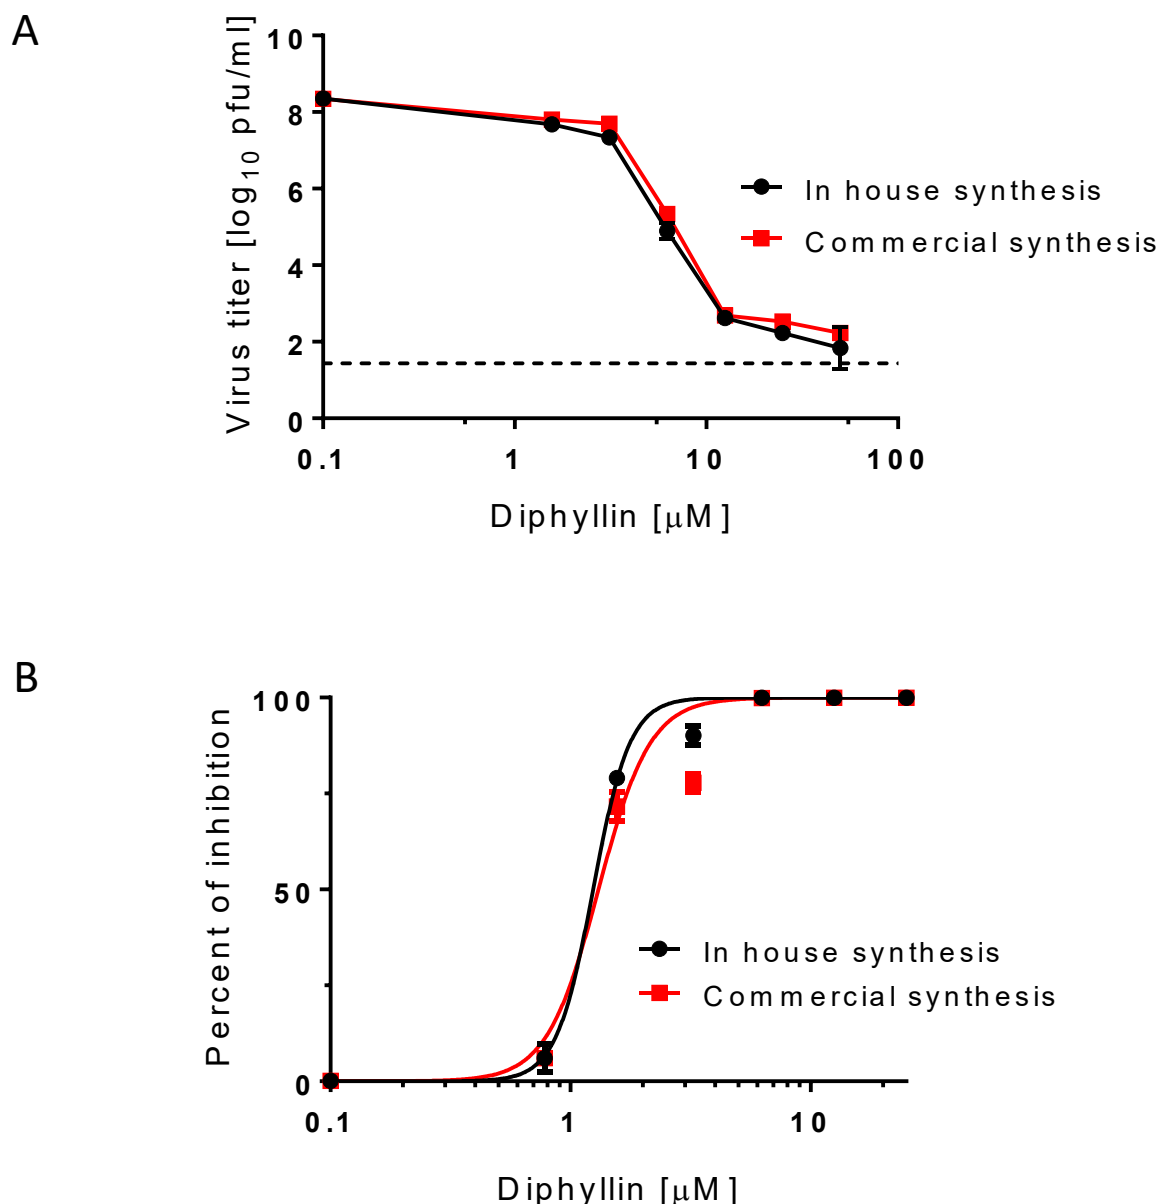 A
Virus titer [log10 pfu/ml]
10
8
6
4
2
0
0.1
1
10
100
Diphyllin [μM]
In house synthesis
Commercial synthesis
B
Percent of inhibition
100
50
0
0.1
1
10
Diphyllin [μM]
In house synthesis
Commercial synthesis